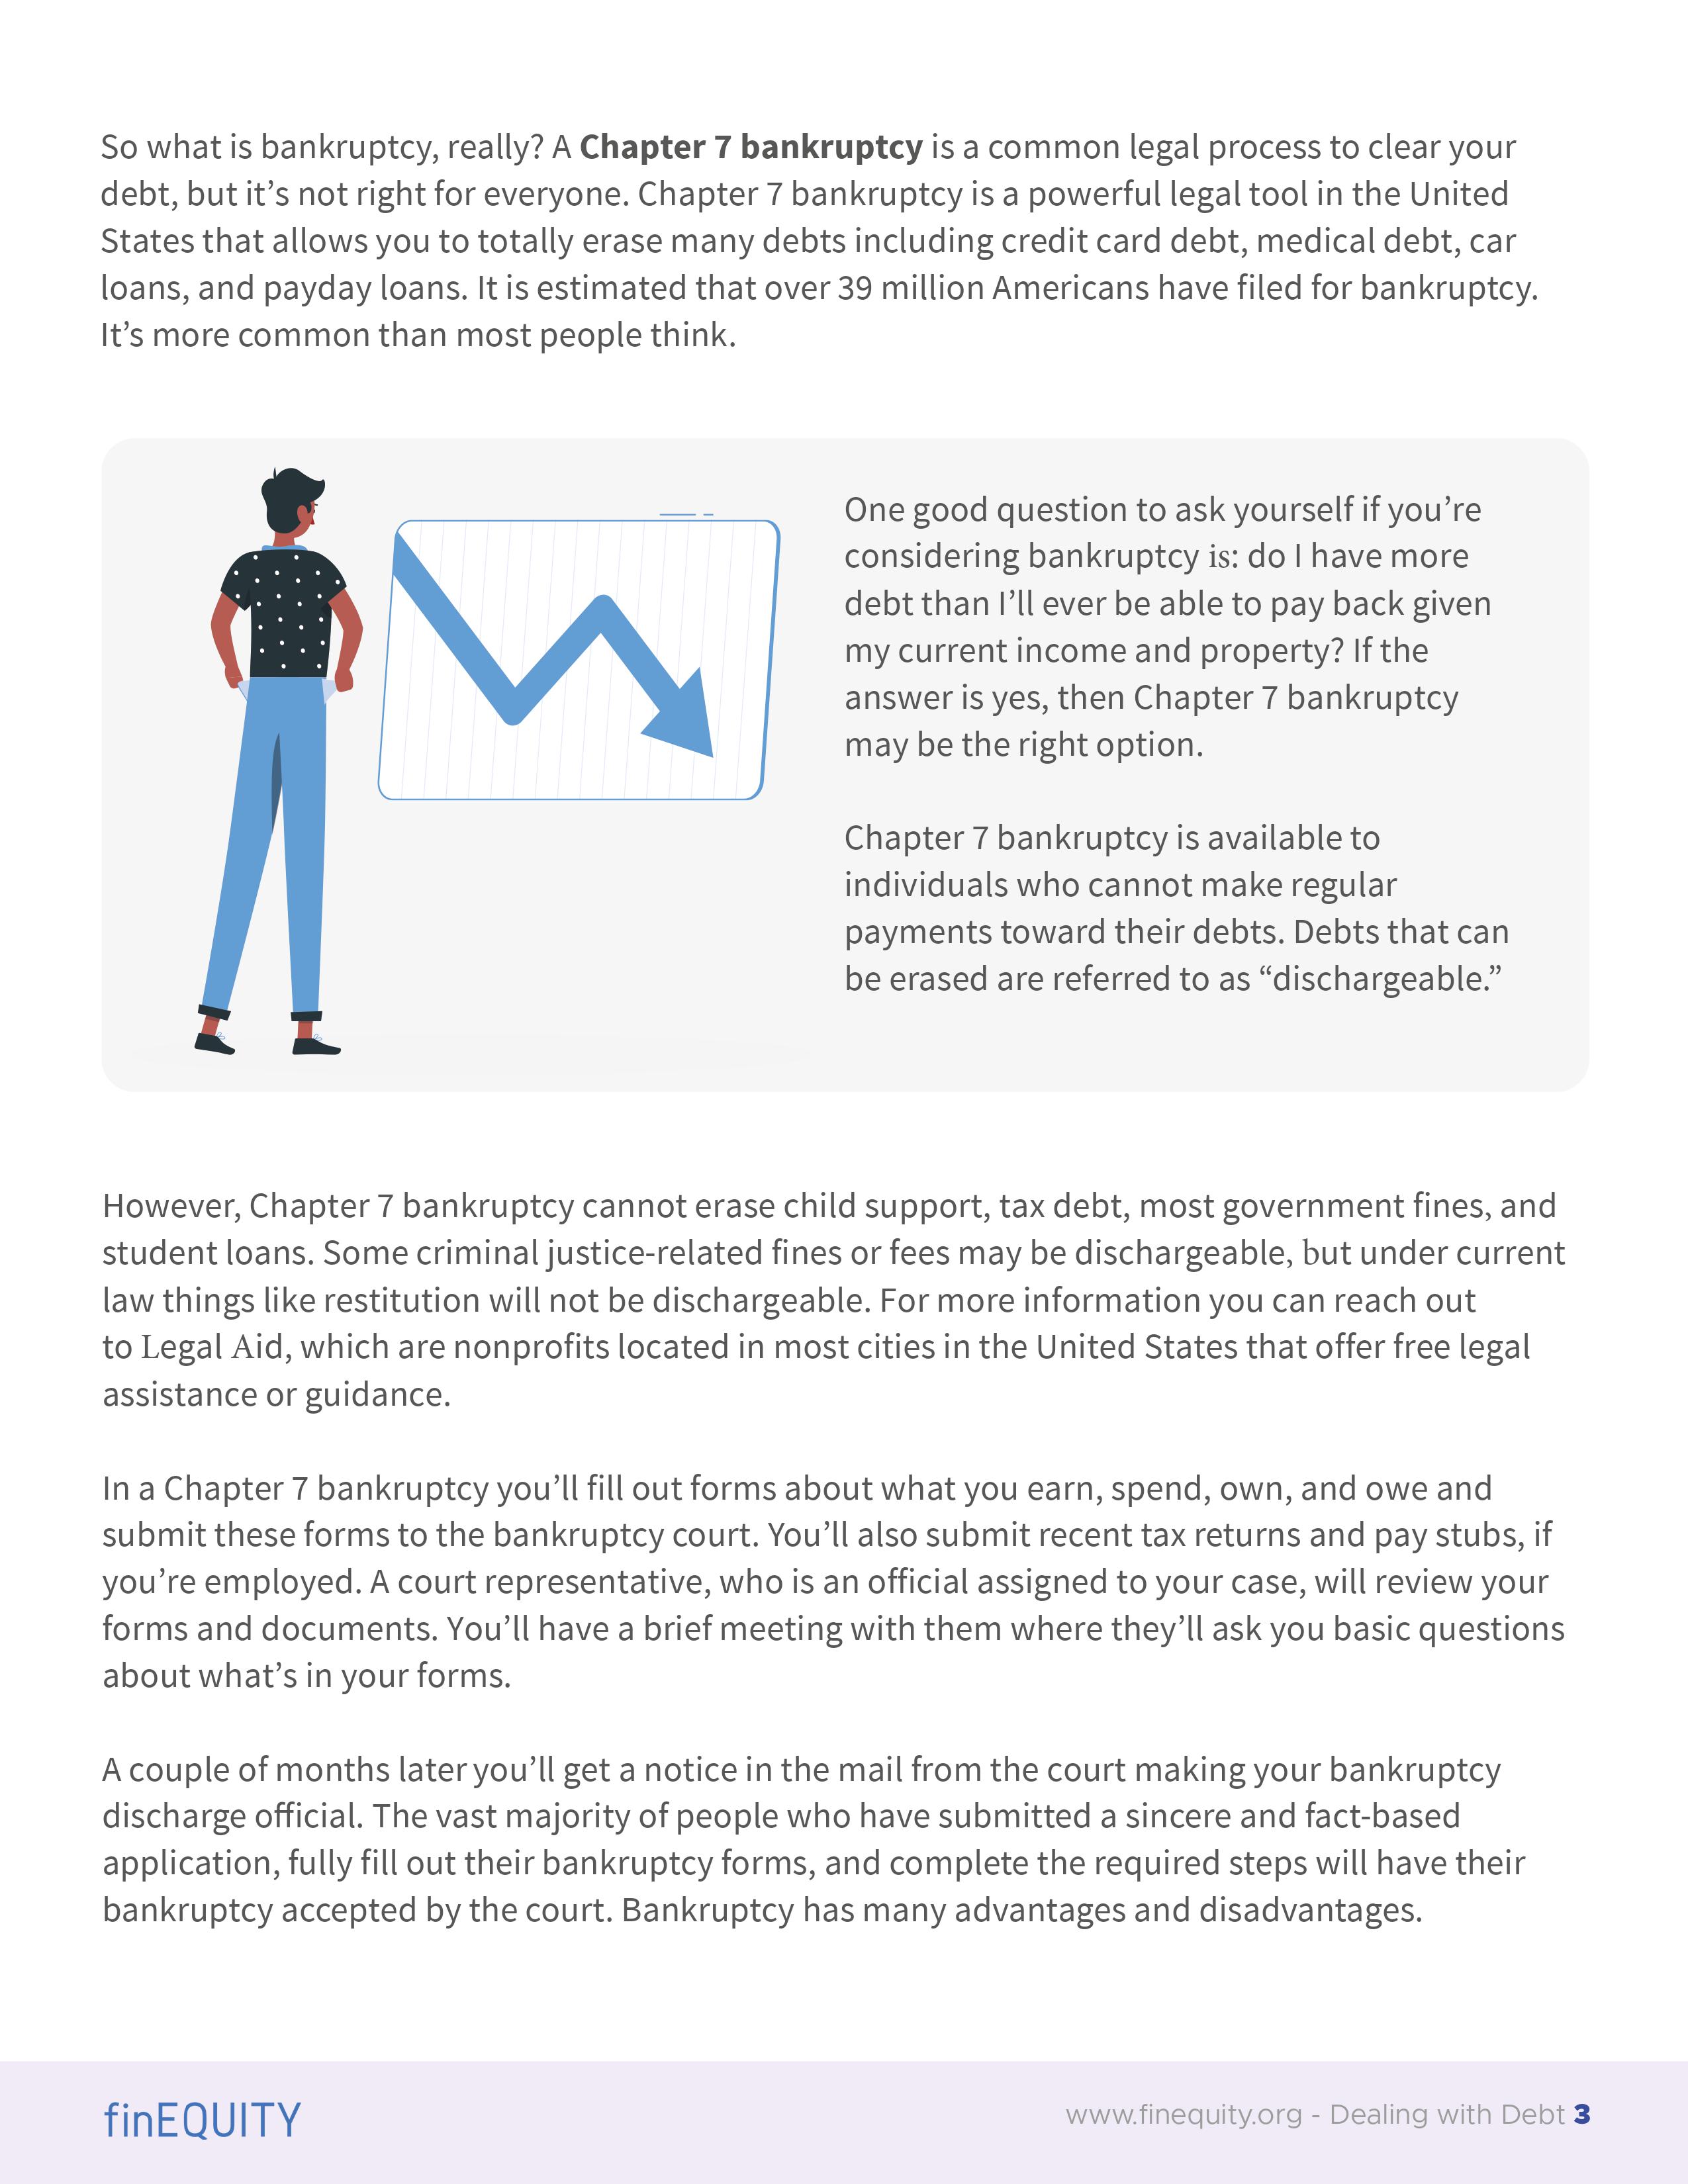 So what is bankruptcy, really? A Chapter 7 bankruptcy is a common legal process to clear your
debt, but it’s not right for everyone. Chapter 7 bankruptcy is a powerful legal tool in the United
States that allows you to totally erase many debts including credit card debt, medical debt, car
loans, and payday loans. It is estimated that over 39 million Americans have filed for bankruptcy.
It’s more common than most people think.
One good question to ask yourself if you’re
considering bankruptcy is: do I have more
debt than I’ll ever be able to pay back given
my current income and property? If the
answer is yes, then Chapter 7 bankruptcy
may be the right option.
Chapter 7 bankruptcy is available to
individuals who cannot make regular
payments toward their debts. Debts that can
be erased are referred to as “dischargeable.”
However, Chapter 7 bankruptcy cannot erase child support, tax debt, most government fines, and
student loans. Some criminal justice-related fines or fees may be dischargeable, but under current
law things like restitution will not be dischargeable. For more information you can reach out
to Legal Aid, which are nonprofits located in most cities in the United States that offer free legal
assistance or guidance.
In a Chapter 7 bankruptcy you’ll fill out forms about what you earn, spend, own, and owe and
submit these forms to the bankruptcy court. You’ll also submit recent tax returns and pay stubs, if
you’re employed. A court representative, who is an official assigned to your case, will review your
forms and documents. You’ll have a brief meeting with them where they’ll ask you basic questions
about what’s in your forms.
A couple of months later you’ll get a notice in the mail from the court making your bankruptcy
discharge official. The vast majority of people who have submitted a sincere and fact-based
application, fully fill out their bankruptcy forms, and complete the required steps will have their
bankruptcy accepted by the court. Bankruptcy has many advantages and disadvantages.
finEQUITY
www.finequity.org - Dealing with Debt 3